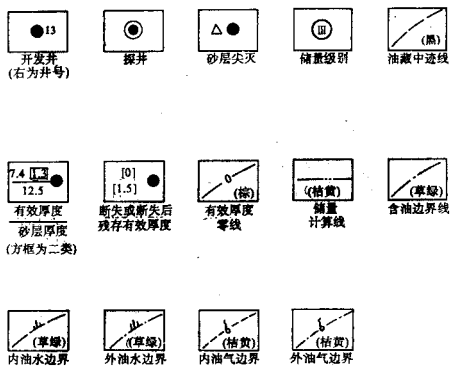 13
开发井
(右为井号)
探井
砂层尖灭
III
储量级别
(黑)
油藏中迹线
7.4 1.3
12.5
有效厚度
砂层厚度
(方框为二类)
[0]
[1.5]
断失或断失后
残存有效厚度
0
(棕)
有效厚度
零线
(桔黄)
储量
计算线
(草绿)
含油边界线
(草绿)
内油水边界
(草绿)
外油水边界
(桔黄)
内油气边界
(桔黄)
外油气边界